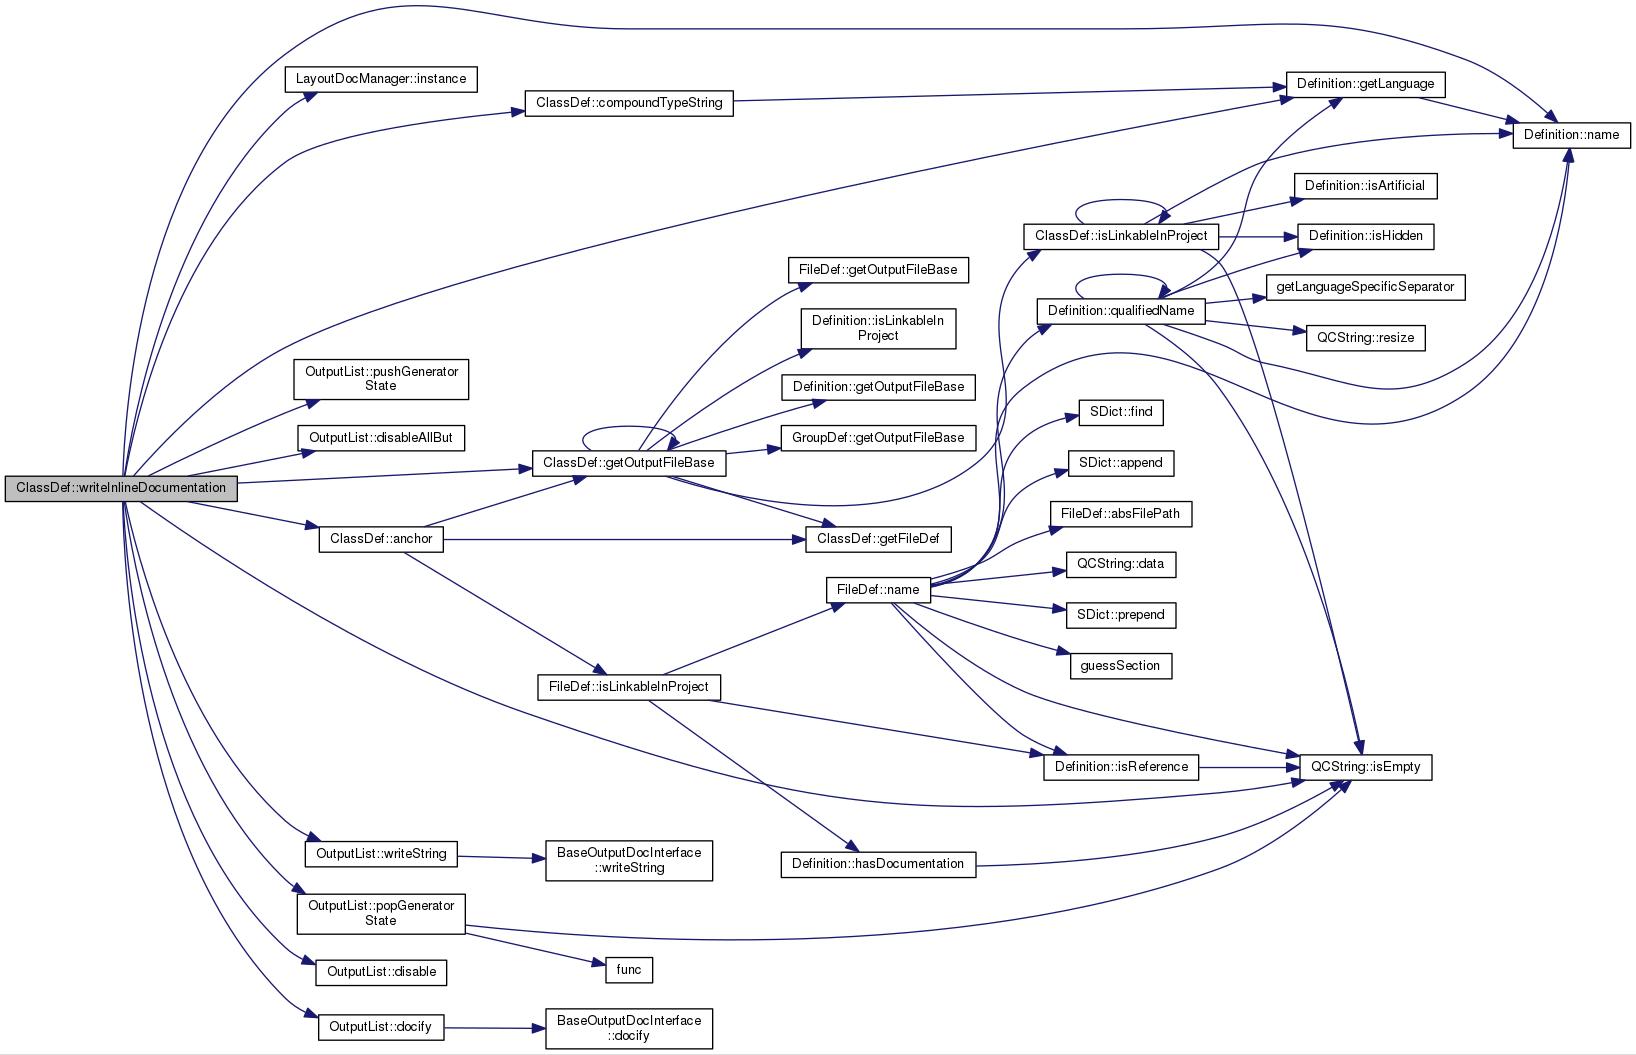 LayoutDocManager::instance
ClassDef::compoundTypeString
Definition::getLanguage
Definition::name
Definition::isArtificial
ClassDef::isLinkableInProject
Definition::isHidden
FileDef::getOutputFileBase
getLanguageSpecificSeparator
Definition::qualifiedName
Definition::isLinkableIn
Project
QCString::resize
OutputList::pushGenerator
State
Definition::getOutputFileBase
SDict::find
OutputList::disableAllBut
GroupDef::getOutputFileBase
ClassDef::getOutputFileBase
SDict::append
ClassDef::writeInlineDocumentation
FileDef::absFilePath
ClassDef::anchor
ClassDef::getFileDef
QCString::data
FileDef::name
SDict::prepend
guessSection
FileDef::isLinkableInProject
Definition::isReference
QCString::isEmpty
OutputList::writeString
BaseOutputDocInterface
::writeString
Definition::hasDocumentation
OutputList::popGenerator
State
func
OutputList::disable
OutputList::docify
BaseOutputDocInterface
::docify